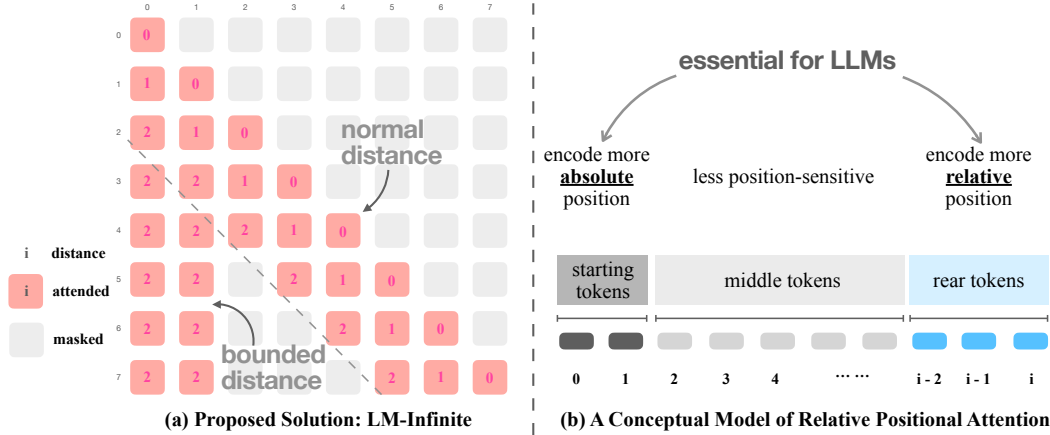 0 1 2 3 4 5 6 7
0 0
1 1 0
2 2 1 0
3 2 2 1 0
4 2 2 2 1 0
5 2 2 2 1 0
6 2 2 2 1 0
7 2 2 2 1 0
normal
distance
bounded
distance
i distance
i attended
masked
(a) Proposed Solution: LM-Infinite
essential for LLMs
encode more
absolute
position
less position-sensitive
encode more
relative
position
starting
tokens
middle tokens
rear tokens
0 1 2 3 4 ... ... i - 2 i - 1 i
(b) A Conceptual Model of Relative Positional Attention